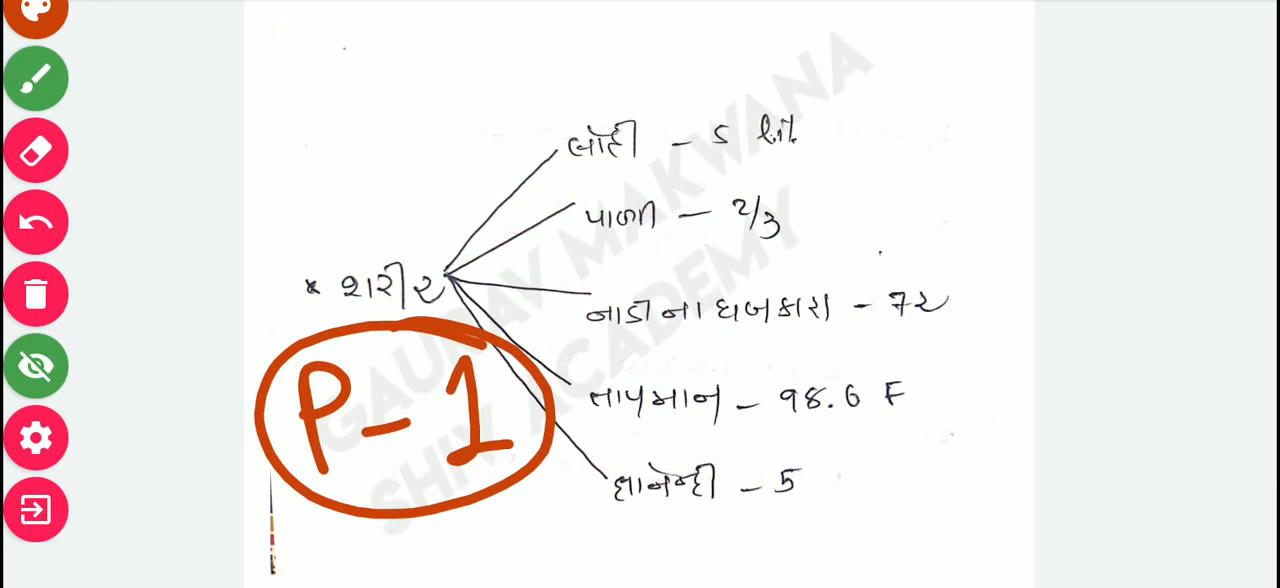 લોહી - 5 લી.
પાણી - 2/3
* શરીર
નાડીના ધબકારા - 72
P-1
તાપમાન - 98.6 F
જ્ઞાનેન્દ્રી - 5
GAURAV MAKWANA
SHIV ACADEMY